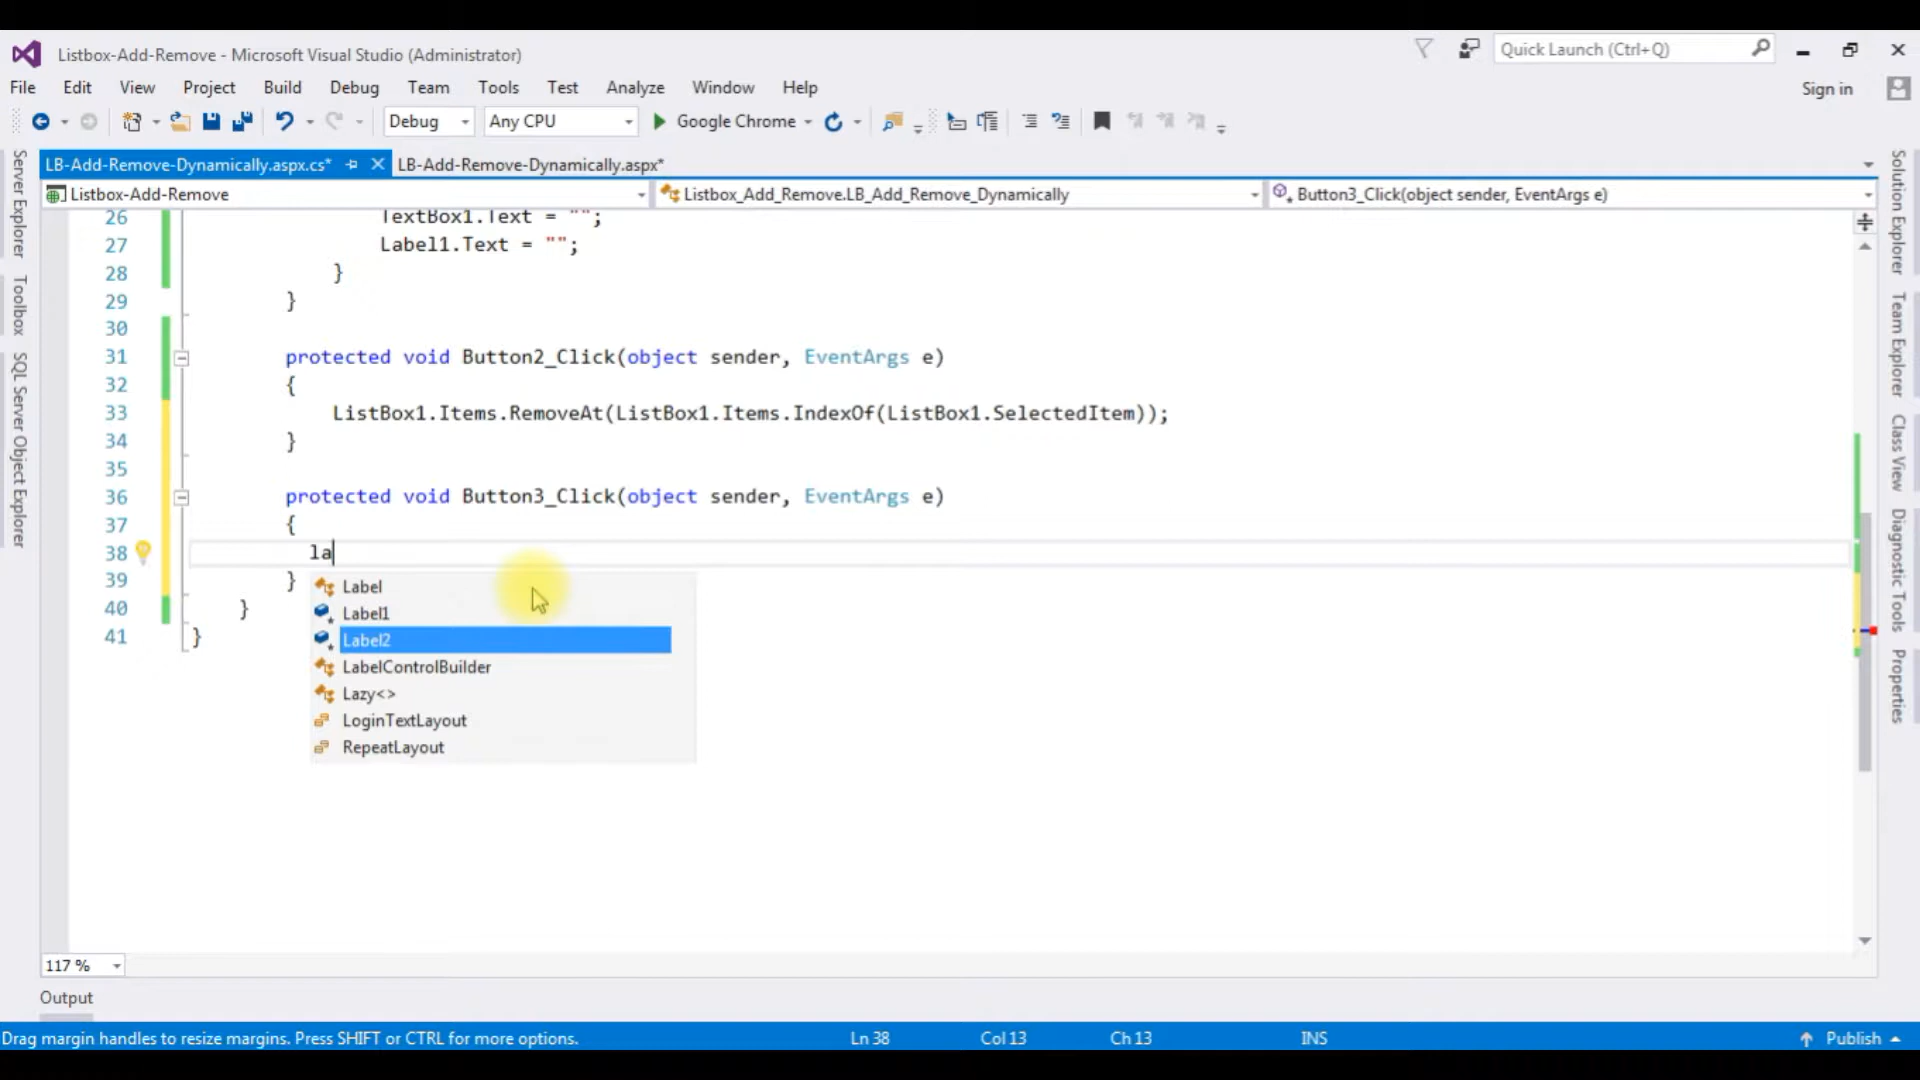 Listbox-Add-Remove - Microsoft Visual Studio (Administrator)
Quick Launch (Ctrl+Q)
File Edit View Project Build Debug Team Tools Test Analyze Window Help
Sign in
Debug Any CPU Google Chrome
LB-Add-Remove-Dynamically.aspx.cs*
LB-Add-Remove-Dynamically.aspx*
Listbox-Add-Remove
Listbox_Add_Remove.LB_Add_Remove_Dynamically
Button3_Click(object sender, EventArgs e)
Server Explorer
Toolbox
SQL Server Object Explorer
26 TextBox1.Text = "";
27 Label1.Text = "";
28 }
29 }
30
31 protected void Button2_Click(object sender, EventArgs e)
32 {
33 ListBox1.Items.RemoveAt(ListBox1.Items.IndexOf(ListBox1.SelectedItem));
34 }
35
36 protected void Button3_Click(object sender, EventArgs e)
37 {
38 la
39 }
40 }
41 }
Label
Label1
Label2
LabelControlBuilder
Lazy<>
LoginTextLayout
RepeatLayout
Solution Explorer
Team Explorer
Class View
Diagnostic Tools
Properties
117 %
Output
Drag margin handles to resize margins. Press SHIFT or CTRL for more options.
Ln 38 Col 13 Ch 13 INS Publish